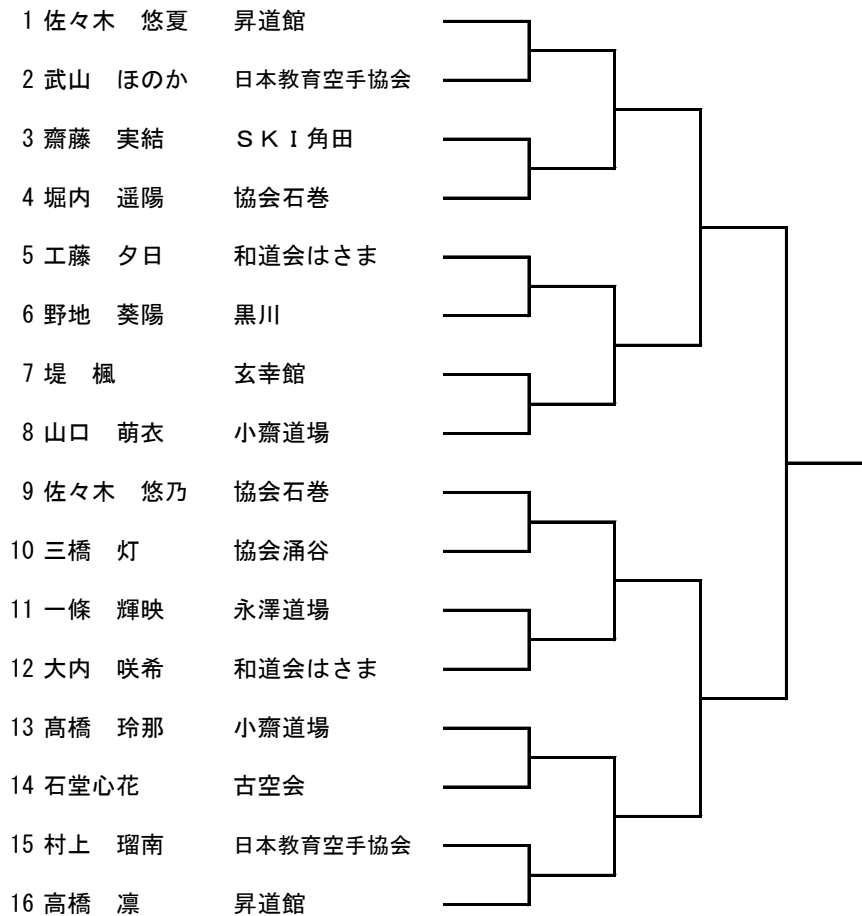 1 佐々木　悠夏　昇道館
2 武山　ほのか　日本教育空手協会
3 齋藤　実結　ＳＫＩ角田
4 堀内　遥陽　協会石巻
5 工藤　夕日　和道会はさま
6 野地　葵陽　黒川
7 堤　楓　玄幸館
8 山口　萌衣　小齋道場
9 佐々木　悠乃　協会石巻
10 三橋　灯　協会涌谷
11 一條　輝映　永澤道場
12 大内　咲希　和道会はさま
13 髙橋　玲那　小齋道場
14 石堂心花　古空会
15 村上　瑠南　日本教育空手協会
16 高橋　凛　昇道館